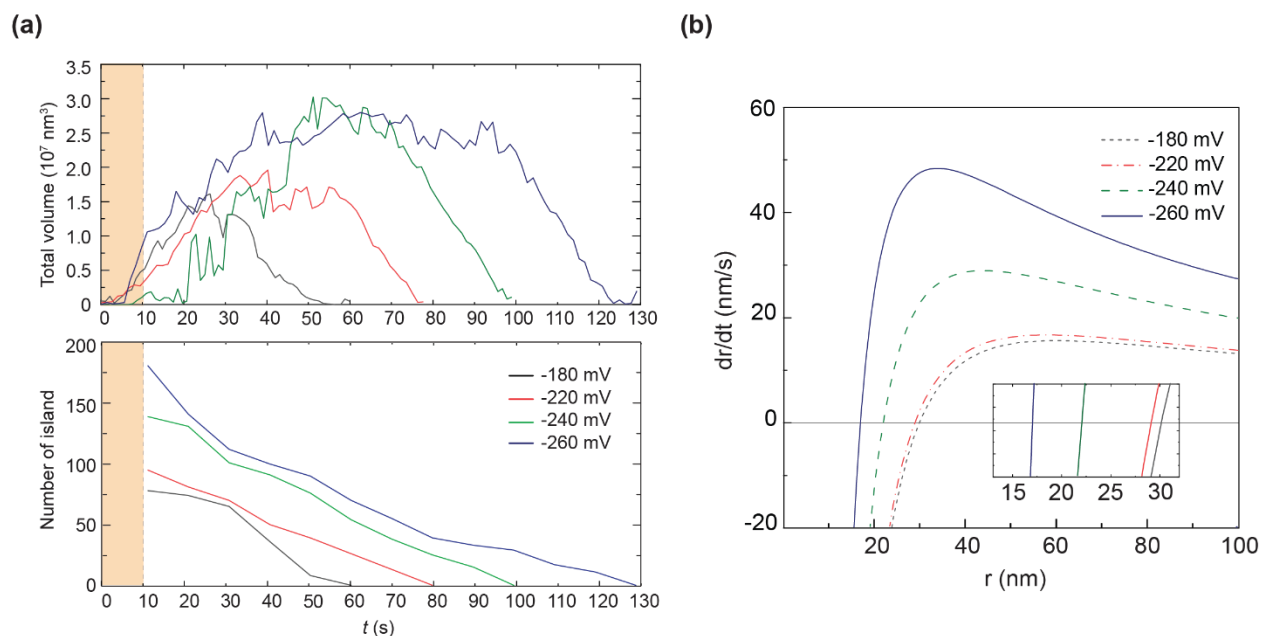 (a)
Total volume (10⁷ nm³)
3.5
3.0
2.5
2.0
1.5
1.0
0.5
0
0 10 20 30 40 50 60 70 80 90 100 110 120 130
Number of island
200
150
100
50
0
-180 mV
-220 mV
-240 mV
-260 mV
0 10 20 30 40 50 60 70 80 90 100 110 120 130
t (s)
(b)
dr/dt (nm/s)
60
40
20
0
-20
-180 mV
-220 mV
-240 mV
-260 mV
0
15 20 25 30
20 40 60 80 100
r (nm)